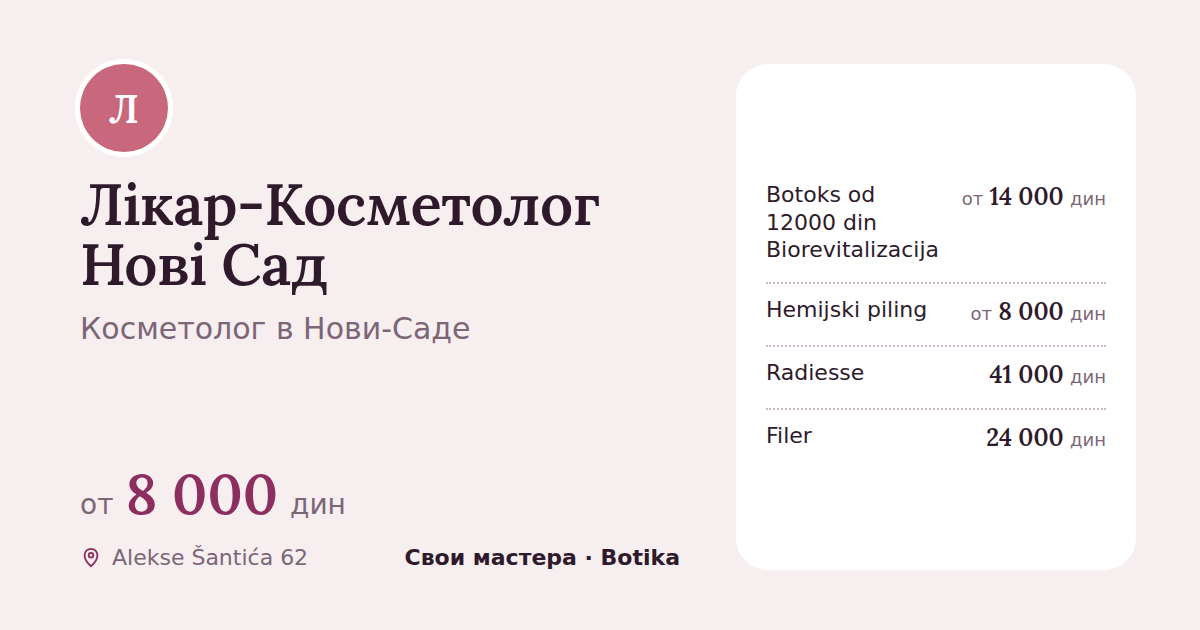 Л
Лікар-Косметолог
Нові Сад
Косметолог в Нови-Саде
от 8 000 дин
Alekse Šantića 62
Свои мастера · Botika
Botoks od
12000 din
Biorevitalizacija
от 14 000 дин
Hemijski piling от 8 000 дин
Radiesse 41 000 дин
Filer 24 000 дин